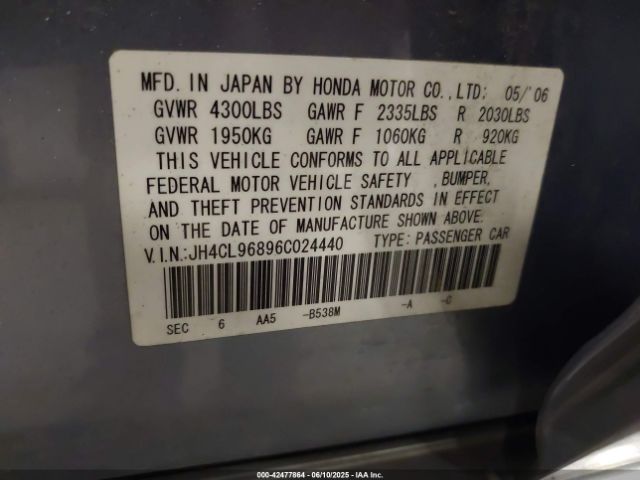 MFD. IN JAPAN BY HONDA MOTOR CO., LTD: 05/'06
GVWR 4300LBS GAWR F 2335LBS R 2030LBS
GVWR 1950KG GAWR F 1060KG R 920KG
THIS VEHICLE CONFORMS TO ALL APPLICABLE
FEDERAL MOTOR VEHICLE SAFETY , BUMPER,
AND THEFT PREVENTION STANDARDS IN EFFECT
ON THE DATE OF MANUFACTURE SHOWN ABOVE.
V.I.N.:JH4CL96896C024440 TYPE: PASSENGER CAR
SEC 6 AA5 -B538M -A -C
000-42477864 - 06/10/2025 - IAA Inc.